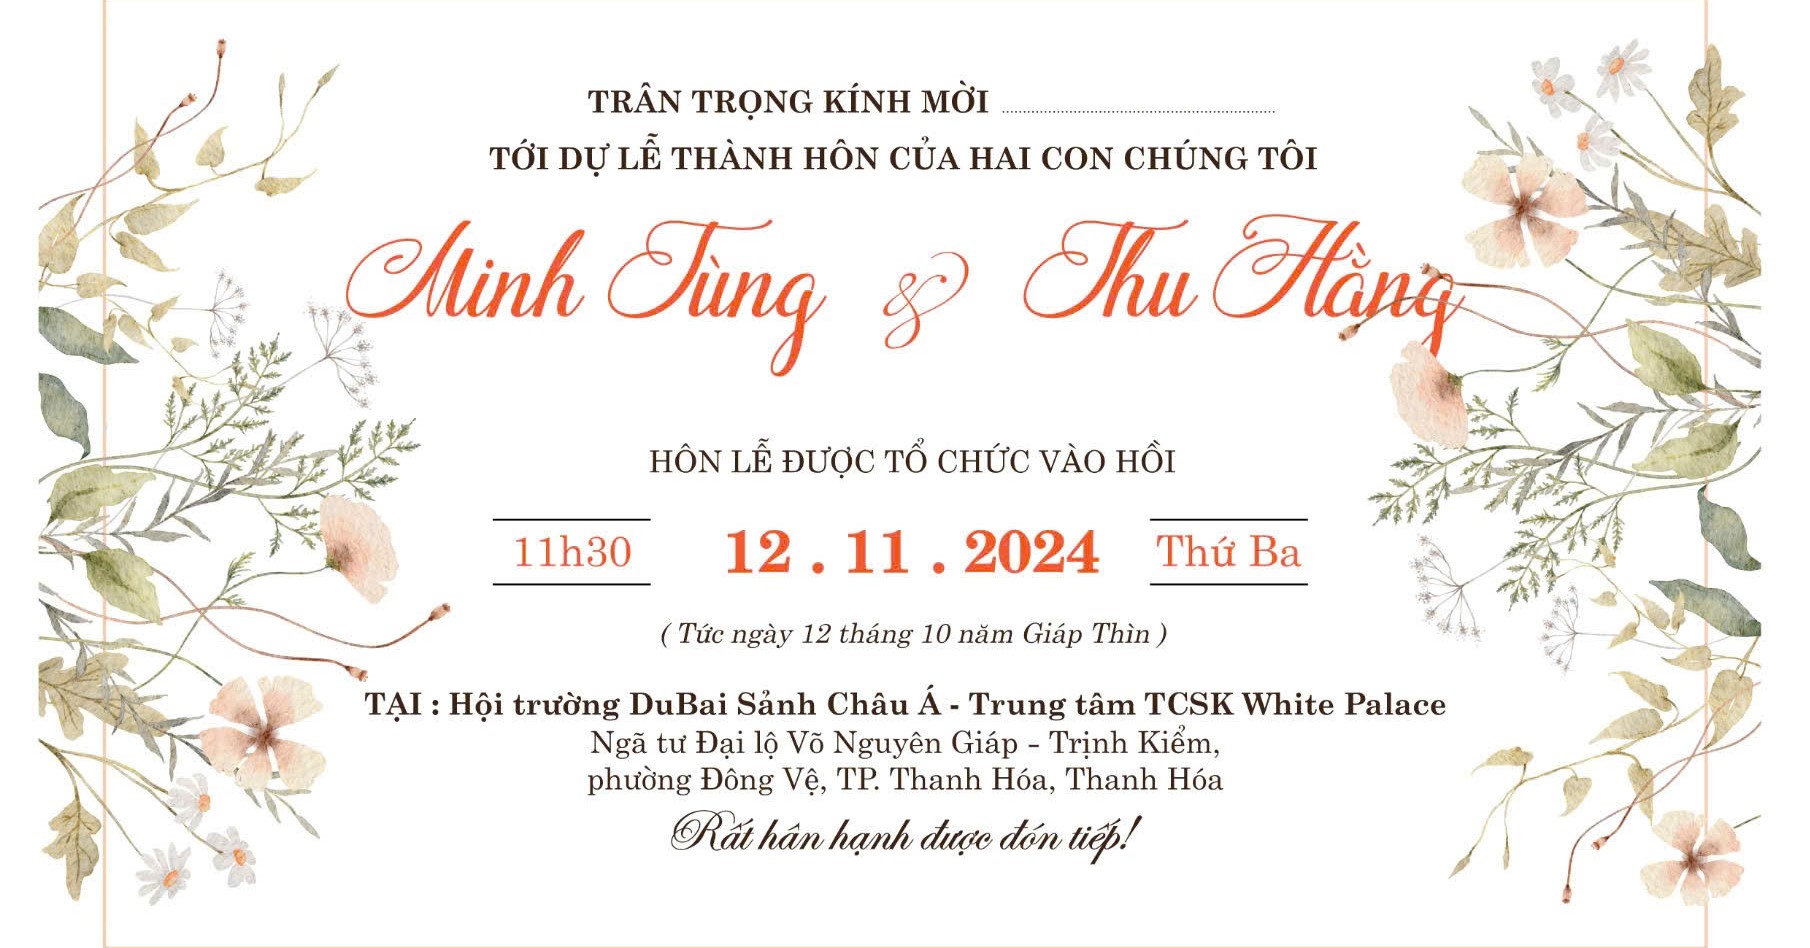 TRÂN TRỌNG KÍNH MỜI ........................................
TỚI DỰ LỄ THÀNH HÔN CỦA HAI CON CHÚNG TÔI
Minh Tùng & Thu Hằng
HÔN LỄ ĐƯỢC TỔ CHỨC VÀO HỒI
11h30 12 . 11 . 2024 Thứ Ba
( Tức ngày 12 tháng 10 năm Giáp Thìn )
TẠI : Hội trường DuBai Sảnh Châu Á - Trung tâm TCSK White Palace
Ngã tư Đại lộ Võ Nguyên Giáp - Trịnh Kiểm,
phường Đông Vệ, TP. Thanh Hóa, Thanh Hóa
Rất hân hạnh được đón tiếp!